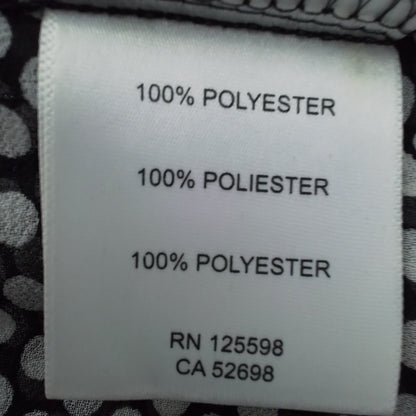 100% POLYESTER
100% POLIESTER
100% POLYESTER
RN 125598
CA 52698